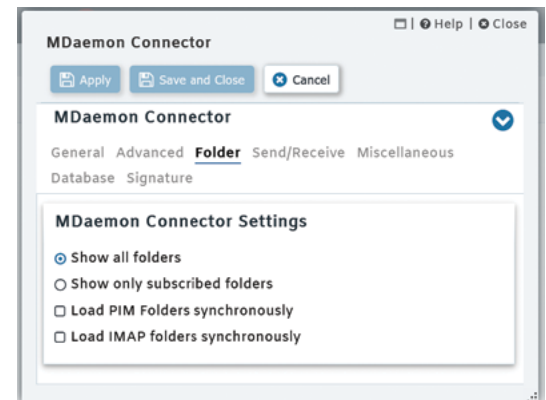 Help | Close
MDaemon Connector
Apply Save and Close Cancel
MDaemon Connector
General Advanced Folder Send/Receive Miscellaneous
Database Signature
MDaemon Connector Settings
Show all folders
Show only subscribed folders
Load PIM Folders synchronously
Load IMAP folders synchronously